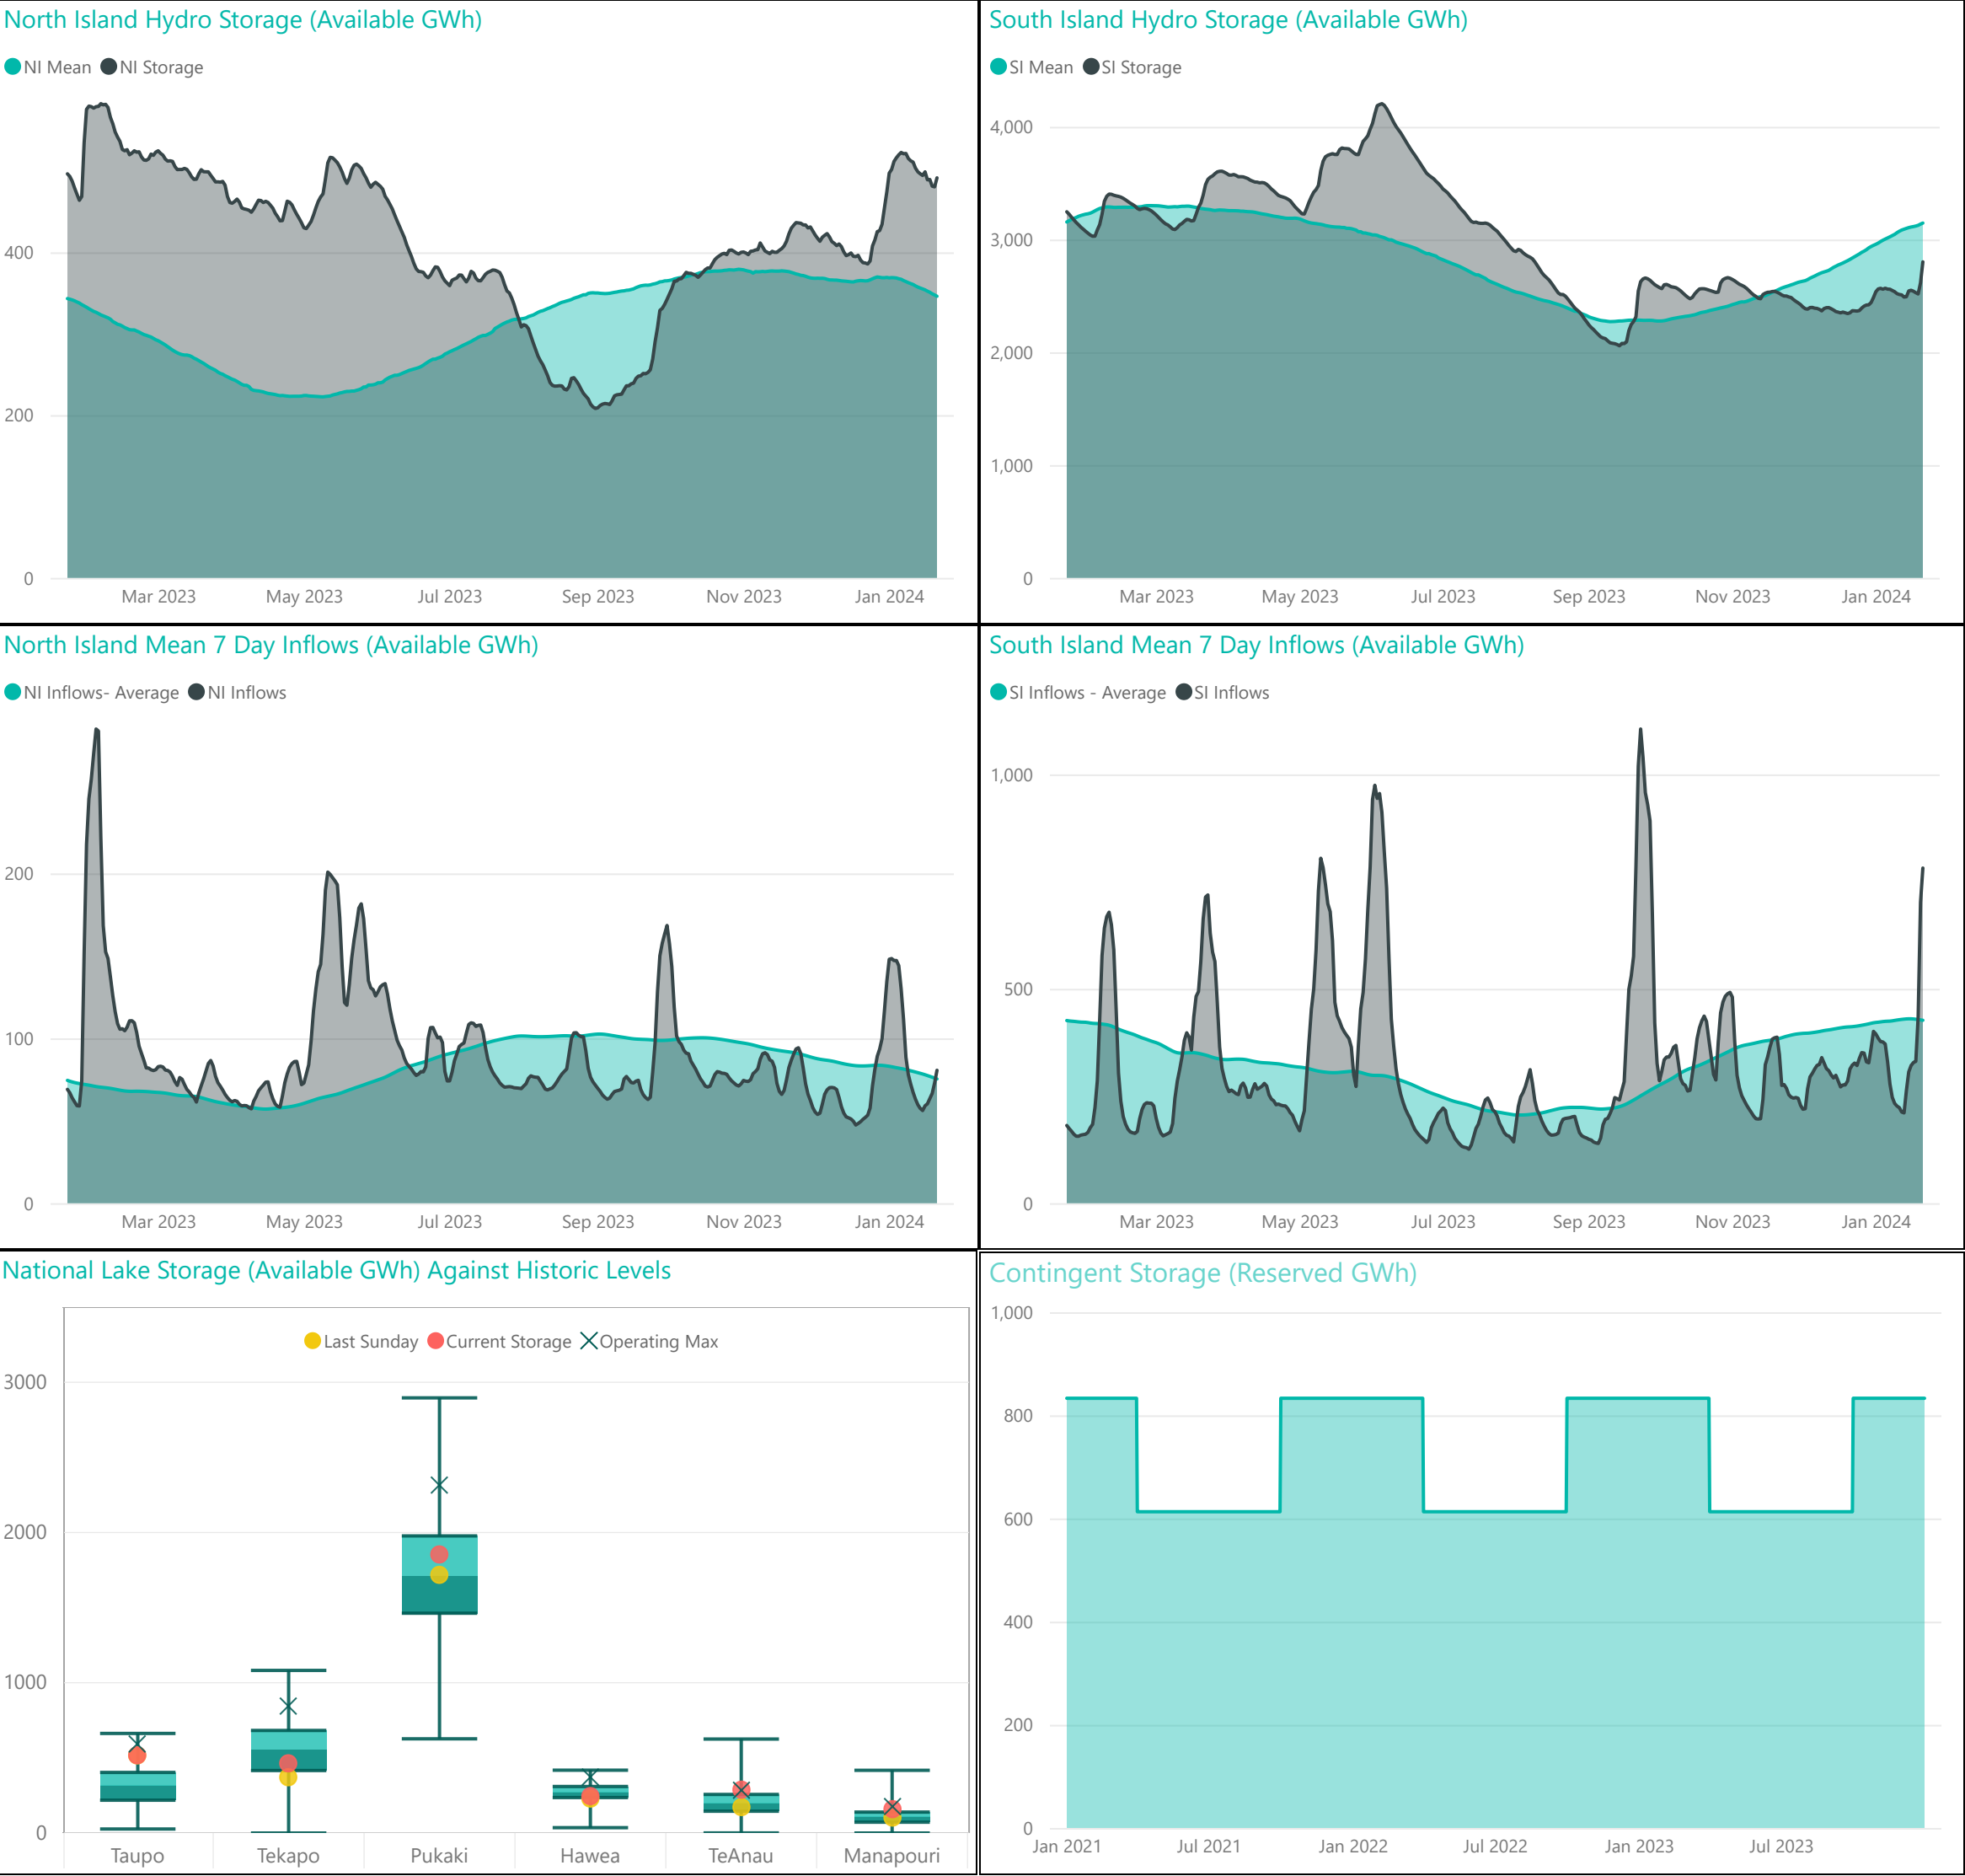 North Island Hydro Storage (Available GWh)
NI Mean NI Storage
400
200
0
Mar 2023 May 2023 Jul 2023 Sep 2023 Nov 2023 Jan 2024
South Island Hydro Storage (Available GWh)
SI Mean SI Storage
4,000
3,000
2,000
1,000
0
Mar 2023 May 2023 Jul 2023 Sep 2023 Nov 2023 Jan 2024
North Island Mean 7 Day Inflows (Available GWh)
NI Inflows- Average NI Inflows
200
100
0
Mar 2023 May 2023 Jul 2023 Sep 2023 Nov 2023 Jan 2024
South Island Mean 7 Day Inflows (Available GWh)
SI Inflows - Average SI Inflows
1,000
500
0
Mar 2023 May 2023 Jul 2023 Sep 2023 Nov 2023 Jan 2024
National Lake Storage (Available GWh) Against Historic Levels
Last Sunday Current Storage Operating Max
3000
2000
1000
0
Taupo Tekapo Pukaki Hawea TeAnau Manapouri
Contingent Storage (Reserved GWh)
1,000
800
600
400
200
0
Jan 2021 Jul 2021 Jan 2022 Jul 2022 Jan 2023 Jul 2023